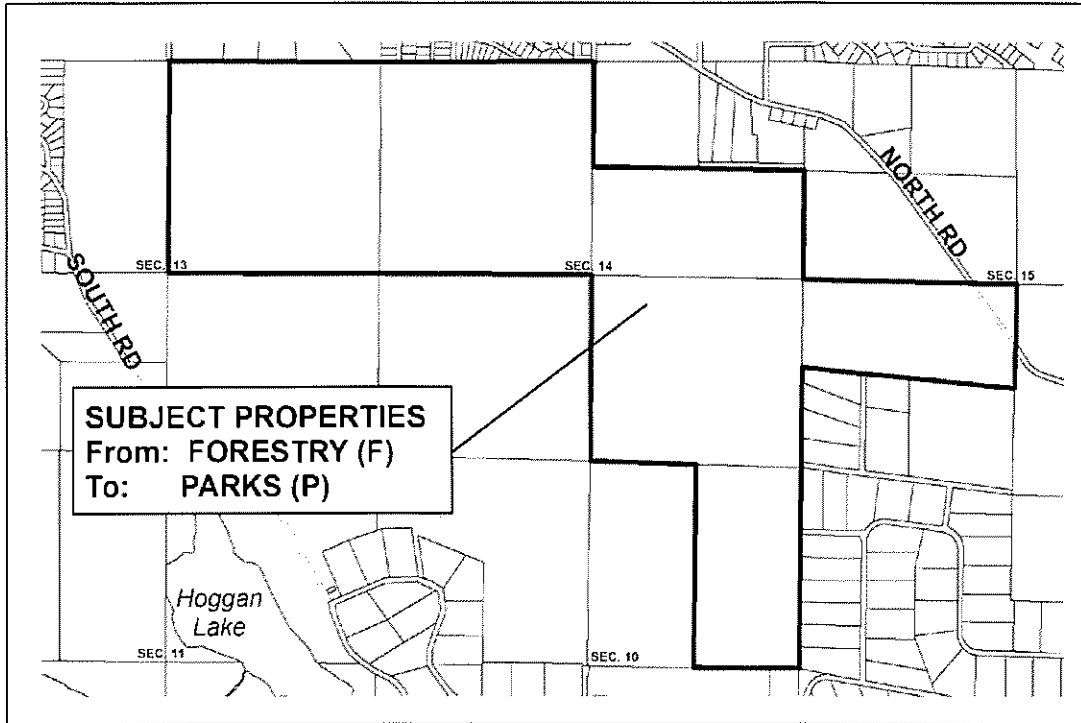 NORTH RD
SEC. 13
SEC. 14
SEC. 15
SOUTH RD
SUBJECT PROPERTIES
From: FORESTRY (F)
To: PARKS (P)
Hoggan
Lake
SEC. 11
SEC. 10